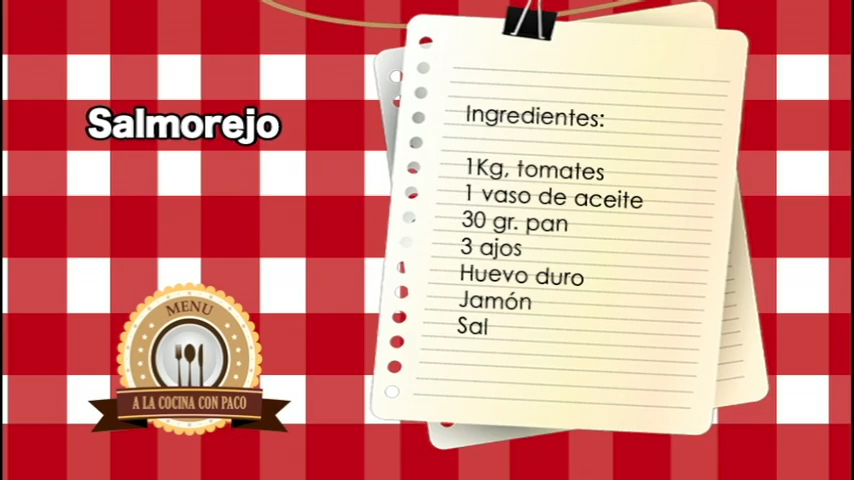 Salmorejo
Ingredientes:
1Kg, tomates
1 vaso de aceite
30 gr. pan
3 ajos
Huevo duro
Jamón
Sal
MENU
A LA COCINA CON PACO